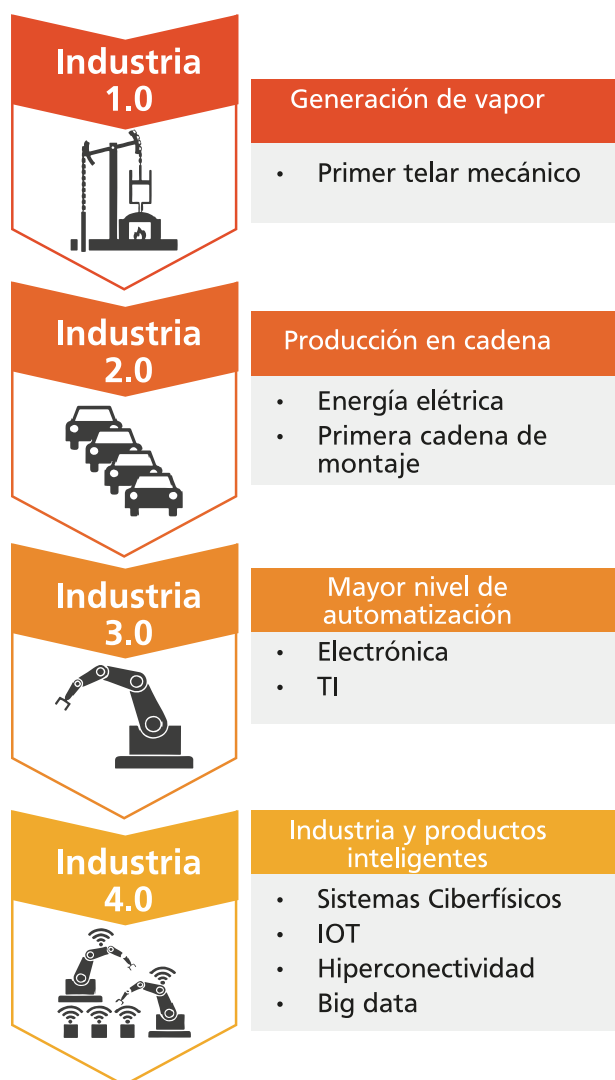 Industria
1.0
Generación de vapor
• Primer telar mecánico
Industria
2.0
Producción en cadena
• Energía elétrica
• Primera cadena de
montaje
Industria
3.0
Mayor nivel de
automatización
• Electrónica
• TI
Industria
4.0
Industria y productos
inteligentes
• Sistemas Ciberfísicos
• IOT
• Hiperconectividad
• Big data